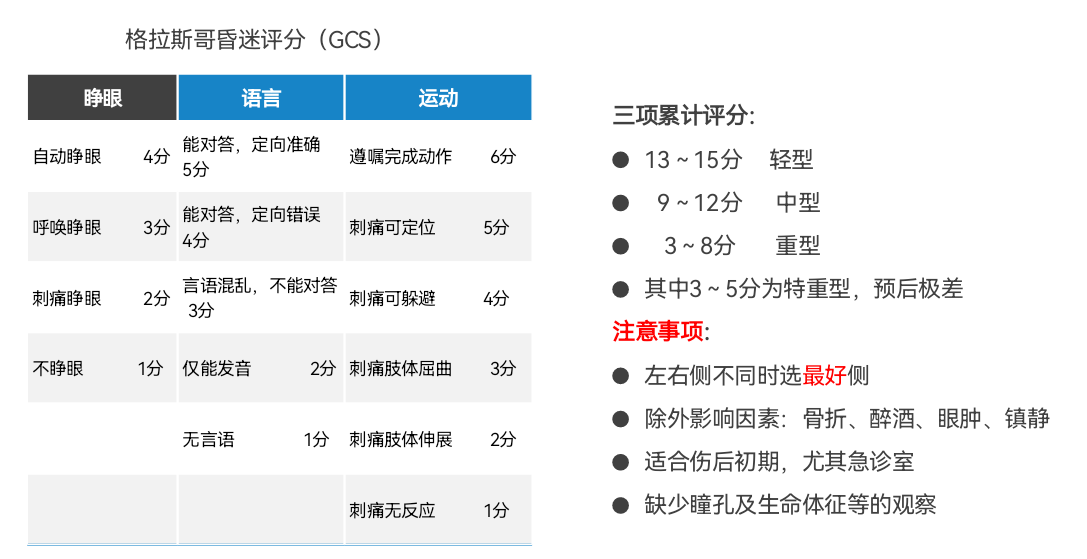 格拉斯哥昏迷评分（GCS）
睁眼 语言 运动
自动睁眼 4分 能对答，定向准确 5分 遵嘱完成动作 6分
呼唤睁眼 3分 能对答，定向错误 4分 刺痛可定位 5分
刺痛睁眼 2分 言语混乱，不能对答 3分 刺痛可躲避 4分
不睁眼 1分 仅能发音 2分 刺痛肢体屈曲 3分
无言语 1分 刺痛肢体伸展 2分
刺痛无反应 1分
三项累计评分：
● 13～15分 轻型
● 9～12分 中型
● 3～8分 重型
● 其中3～5分为特重型，预后极差
注意事项：
● 左右侧不同时选最好侧
● 除外影响因素：骨折、醉酒、眼肿、镇静
● 适合伤后初期，尤其急诊室
● 缺少瞳孔及生命体征等的观察